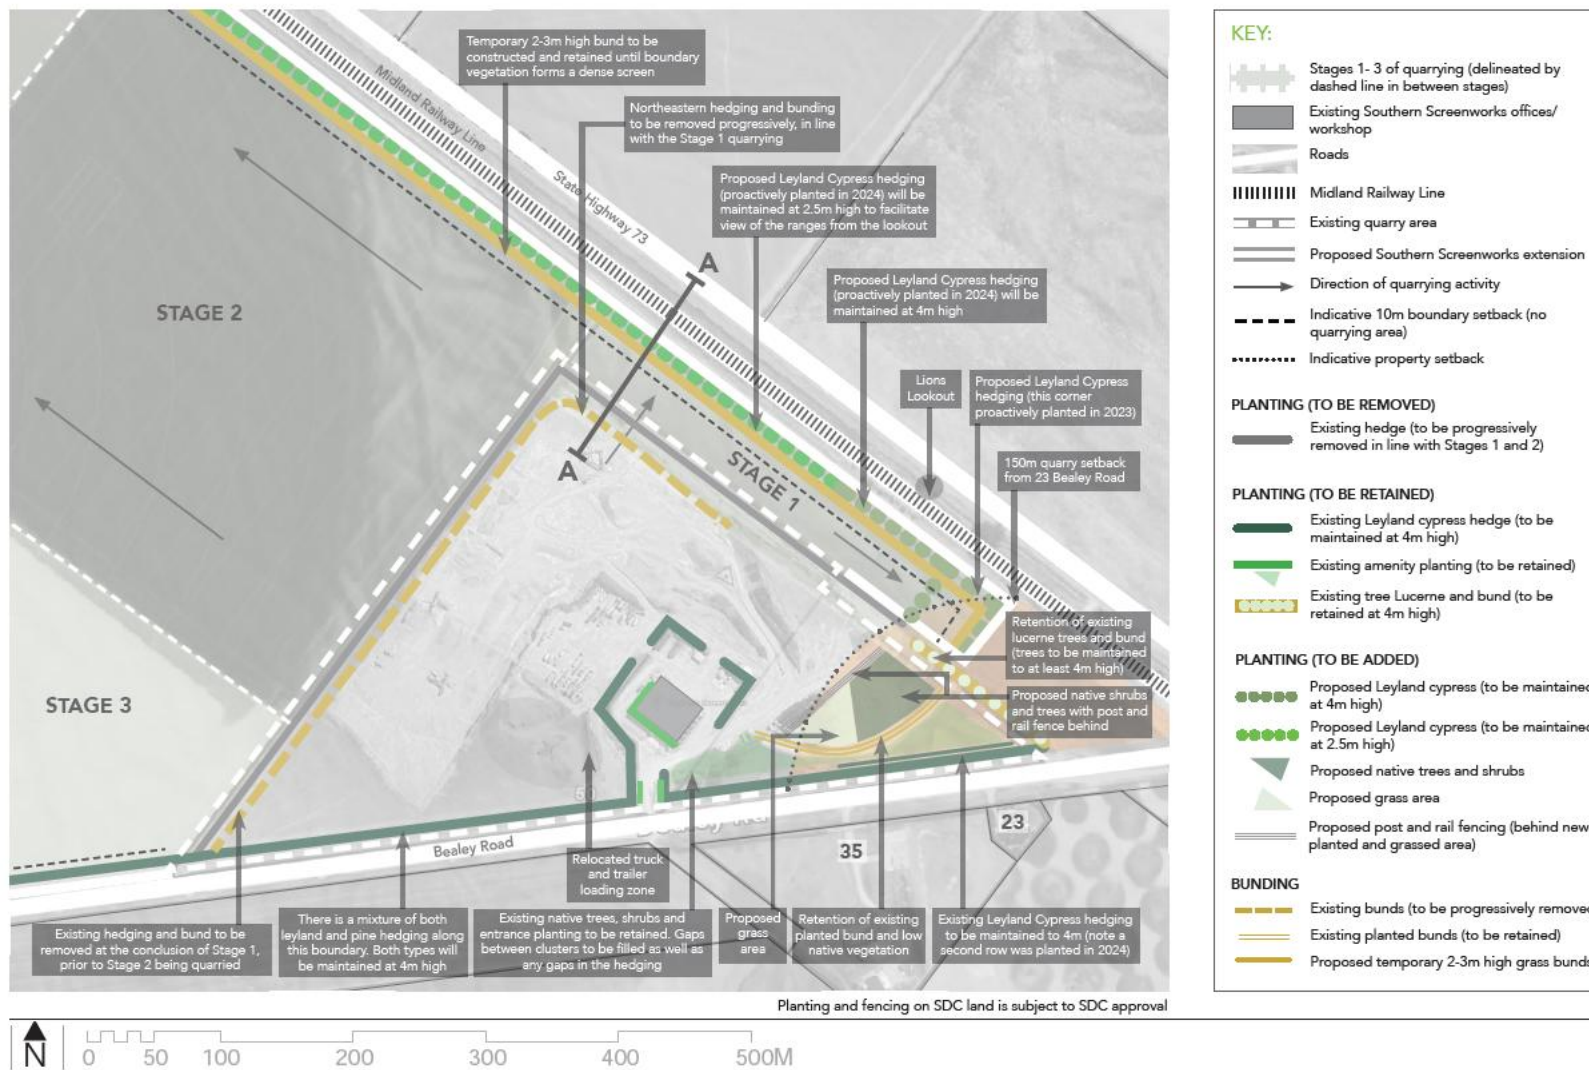 Temporary 2-3m high bund to be
constructed and retained until boundary
vegetation forms a dense screen
Midland Railway Line
Northeastern hedging and bunding
to be removed progressively, in line
with the Stage 1 quarrying
State Highway 73
Proposed Leyland Cypress hedging
(proactively planted in 2024) will be
maintained at 2.5m high to facilitate
view of the ranges from the lookout
A
Proposed Leyland Cypress hedging
(proactively planted in 2024) will be
maintained at 4m high
STAGE 2
Lions
Lookout
Proposed Leyland Cypress
hedging (this corner
proactively planted in 2023)
A
STAGE 1
150m quarry setback
from 23 Bealey Road
Retention of existing
lucerne trees and bund
(trees to be maintained
to at least 4m high)
Proposed native shrubs
and trees with post and
rail fence behind
STAGE 3
50
Bealey Rd
23
35
Bealey Road
Relocated truck
and trailer
loading zone
Existing hedging and bund to be
removed at the conclusion of Stage 1,
prior to Stage 2 being quarried
There is a mixture of both
leyland and pine hedging along
this boundary. Both types will
be maintained at 4m high
Existing native trees, shrubs and
entrance planting to be retained. Gaps
between clusters to be filled as well as
any gaps in the hedging
Proposed
grass
area
Retention of existing
planted bund and low
native vegetation
Existing Leyland Cypress hedging
to be maintained to 4m (note a
second row was planted in 2024)
Planting and fencing on SDC land is subject to SDC approval
N
0 50 100 200 300 400 500M
KEY:
Stages 1- 3 of quarrying (delineated by
dashed line in between stages)
Existing Southern Screenworks offices/
workshop
Roads
Midland Railway Line
Existing quarry area
Proposed Southern Screenworks extension
Direction of quarrying activity
Indicative 10m boundary setback (no
quarrying area)
Indicative property setback
PLANTING (TO BE REMOVED)
Existing hedge (to be progressively
removed in line with Stages 1 and 2)
PLANTING (TO BE RETAINED)
Existing Leyland cypress hedge (to be
maintained at 4m high)
Existing amenity planting (to be retained)
Existing tree Lucerne and bund (to be
retained at 4m high)
PLANTING (TO BE ADDED)
Proposed Leyland cypress (to be maintained
at 4m high)
Proposed Leyland cypress (to be maintained
at 2.5m high)
Proposed native trees and shrubs
Proposed grass area
Proposed post and rail fencing (behind new
planted and grassed area)
BUNDING
Existing bunds (to be progressively removed
Existing planted bunds (to be retained)
Proposed temporary 2-3m high grass bunds